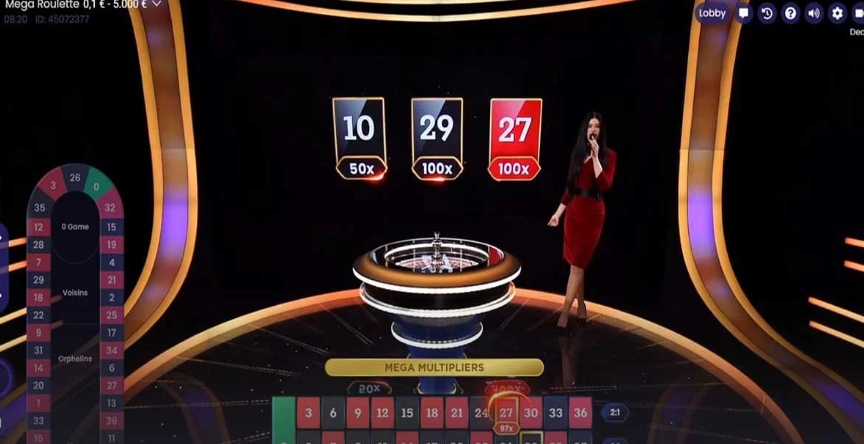 Mega Roulette 0,1 € - 5.000 €
08:20 ID: 45072377
Lobby
10 29 27
50x 100x 100x
3 26 0
35 32
12 0 Game 15
28 19
7 4
29 21
18 Voisins 2
22 25
9 17
31 34
14 Orphelins 6
20 27
1 13
33 36
16 11
MEGA MULTIPLIERS
3 6 9 12 15 18 21 24 27 30 33 36 2:1
97x